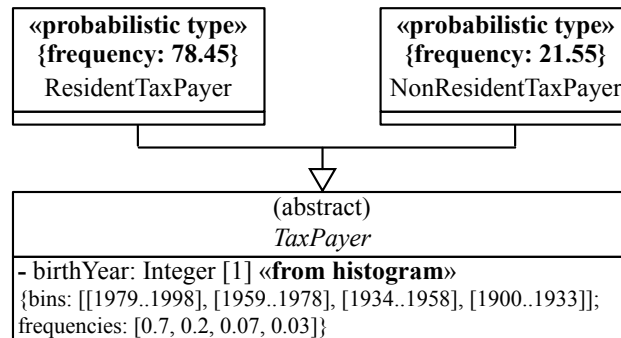 «probabilistic type»
{frequency: 78.45}
ResidentTaxPayer
«probabilistic type»
{frequency: 21.55}
NonResidentTaxPayer
(abstract)
TaxPayer
- birthYear: Integer [1] «from histogram»
{bins: [[1979..1998], [1959..1978], [1934..1958], [1900..1933]];
frequencies: [0.7, 0.2, 0.07, 0.03]}